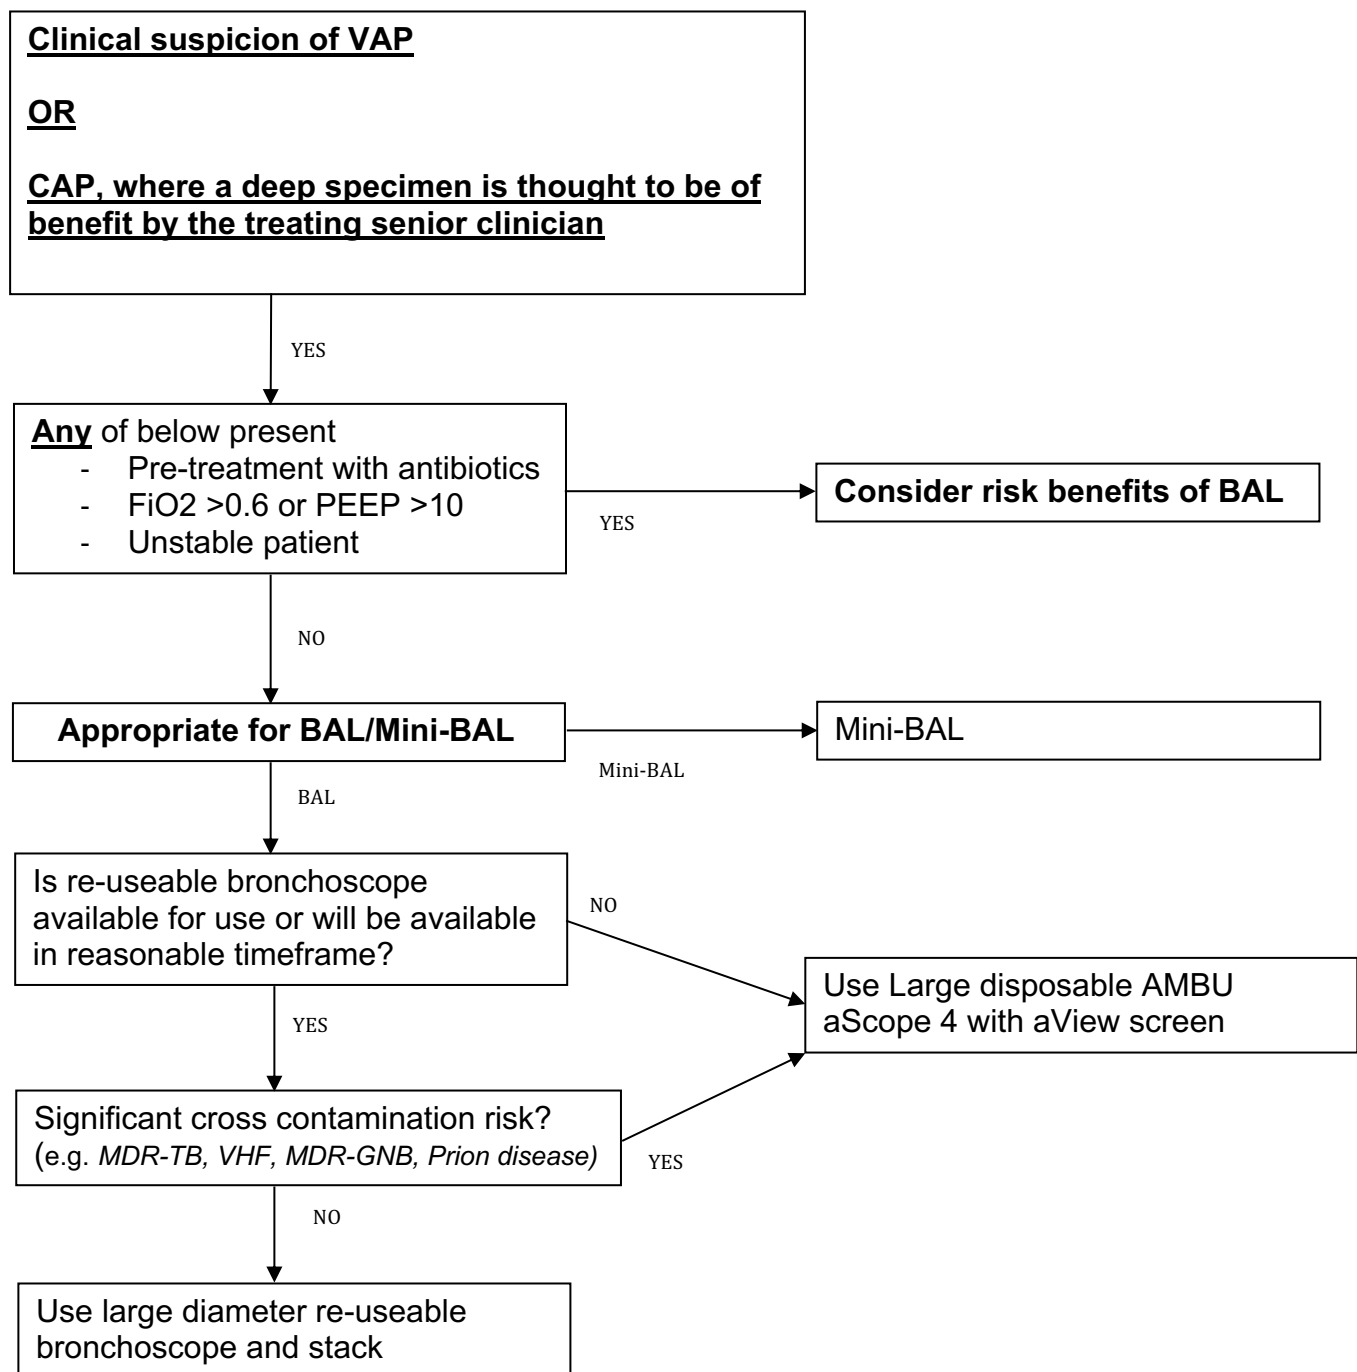 Clinical suspicion of VAP
OR
CAP, where a deep specimen is thought to be of
benefit by the treating senior clinician
YES
Any of below present
- Pre-treatment with antibiotics
- FiO2 >0.6 or PEEP >10
- Unstable patient
YES
Consider risk benefits of BAL
NO
Appropriate for BAL/Mini-BAL
Mini-BAL
Mini-BAL
BAL
Is re-useable bronchoscope
available for use or will be available
in reasonable timeframe?
NO
Use Large disposable AMBU
aScope 4 with aView screen
YES
Significant cross contamination risk?
(e.g. MDR-TB, VHF, MDR-GNB, Prion disease)
YES
NO
Use large diameter re-useable
bronchoscope and stack